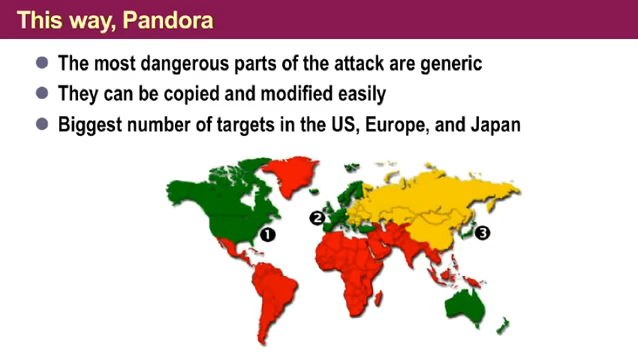 This way, Pandora
The most dangerous parts of the attack are generic
They can be copied and modified easily
Biggest number of targets in the US, Europe, and Japan
1
2
3